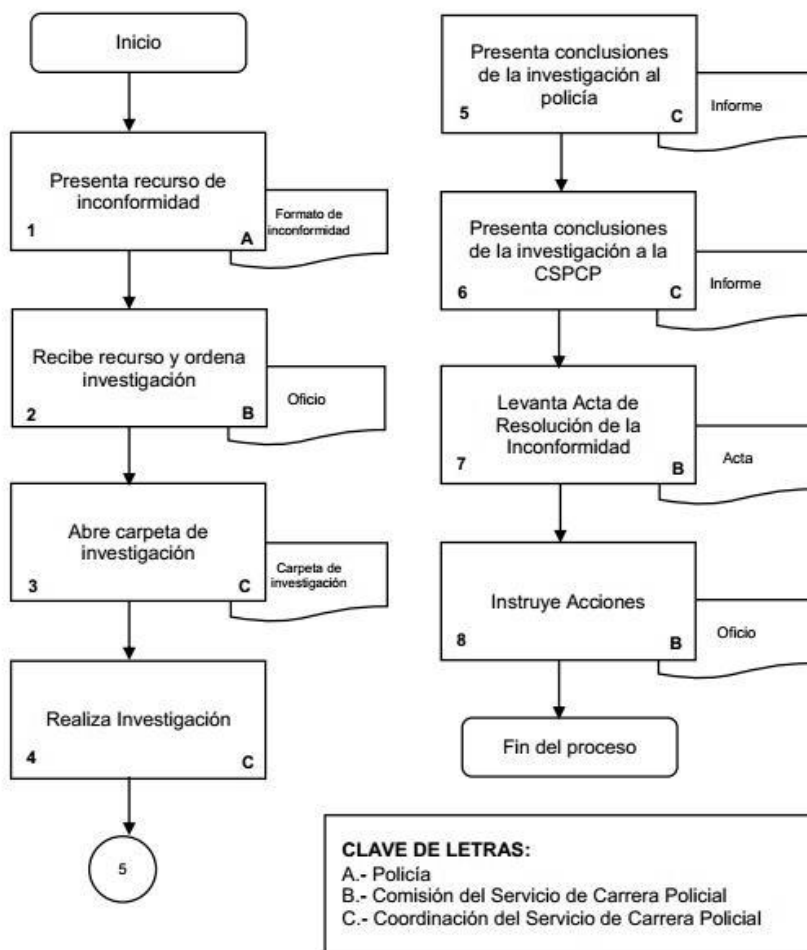 Inicio
Presenta recurso de
inconformidad
1
A
Formato de
inconformidad
Recibe recurso y ordena
investigación
2
B
Oficio
Abre carpeta de
investigación
3
C
Carpeta de
investigación
Realiza Investigación
4
C
5
Presenta conclusiones
de la investigación al
policía
5
C
Informe
Presenta conclusiones
de la investigación a la
CSPCP
6
C
Informe
Levanta Acta de
Resolución de la
Inconformidad
7
B
Acta
Instruye Acciones
8
B
Oficio
Fin del proceso
CLAVE DE LETRAS:
A.- Policía
B.- Comisión del Servicio de Carrera Policial
C.- Coordinación del Servicio de Carrera Policial